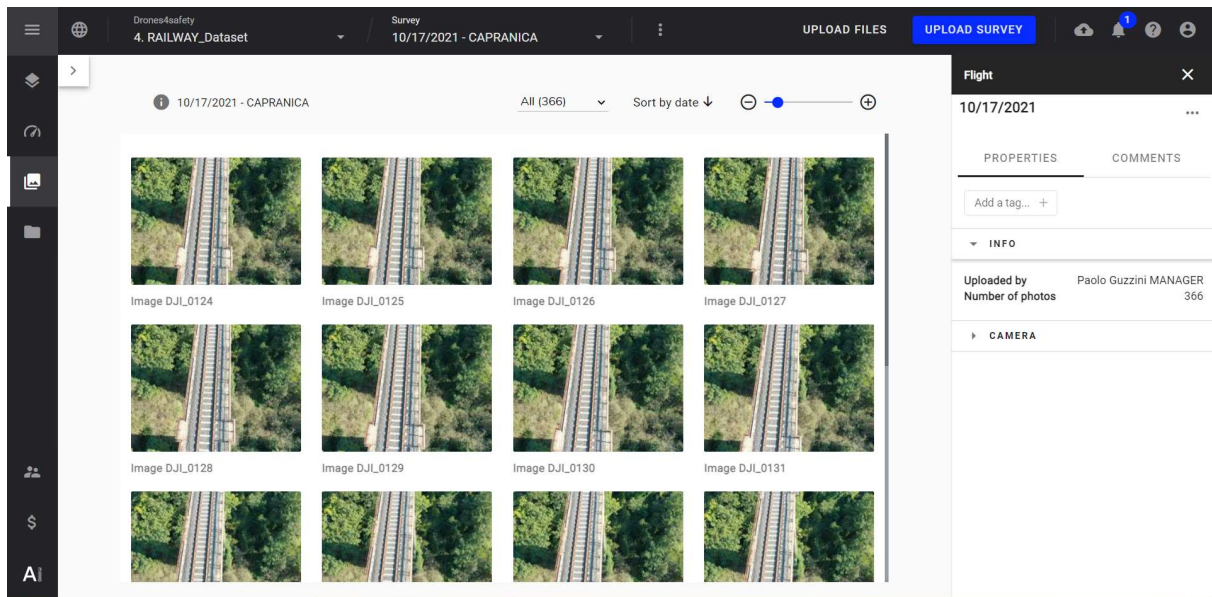 Drones4safety
4. RAILWAY_Dataset
Survey
10/17/2021 - CAPRANICA
UPLOAD FILES
UPLOAD SURVEY
1
10/17/2021 - CAPRANICA
All (366)
Sort by date
Image DJI_0124
Image DJI_0125
Image DJI_0126
Image DJI_0127
Image DJI_0128
Image DJI_0129
Image DJI_0130
Image DJI_0131
Flight
10/17/2021
PROPERTIES
COMMENTS
Add a tag... +
INFO
Uploaded by Paolo Guzzini MANAGER
Number of photos 366
CAMERA
$
Ai